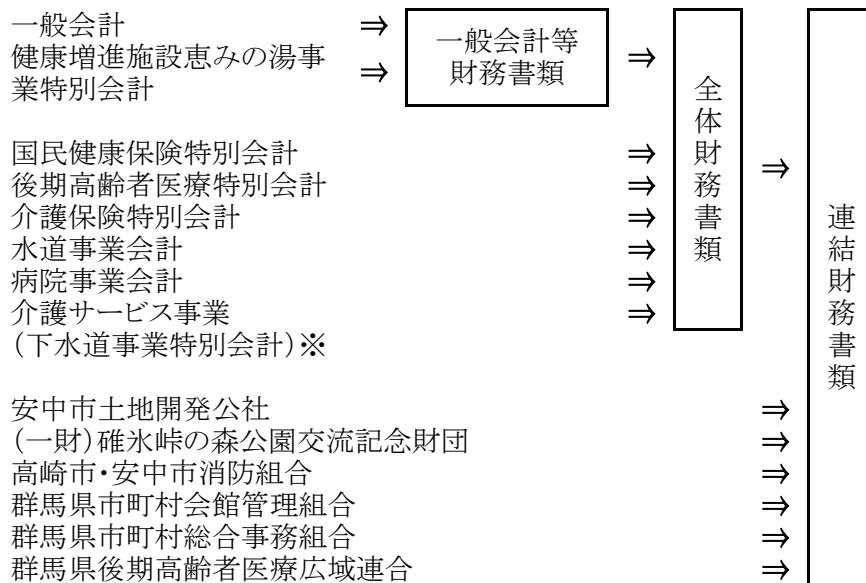 一般会計 ⇒
健康増進施設恵みの湯事
業特別会計 ⇒
一般会計等
財務書類 ⇒
国民健康保険特別会計 ⇒
後期高齢者医療特別会計 ⇒
介護保険特別会計 ⇒
水道事業会計 ⇒
病院事業会計 ⇒
介護サービス事業 ⇒
(下水道事業特別会計)※
全体財務書類 ⇒
安中市土地開発公社 ⇒
(一財)碓氷峠の森公園交流記念財団 ⇒
高崎市・安中市消防組合 ⇒
群馬県市町村会館管理組合 ⇒
群馬県市町村総合事務組合 ⇒
群馬県後期高齢者医療広域連合 ⇒
連結財務書類